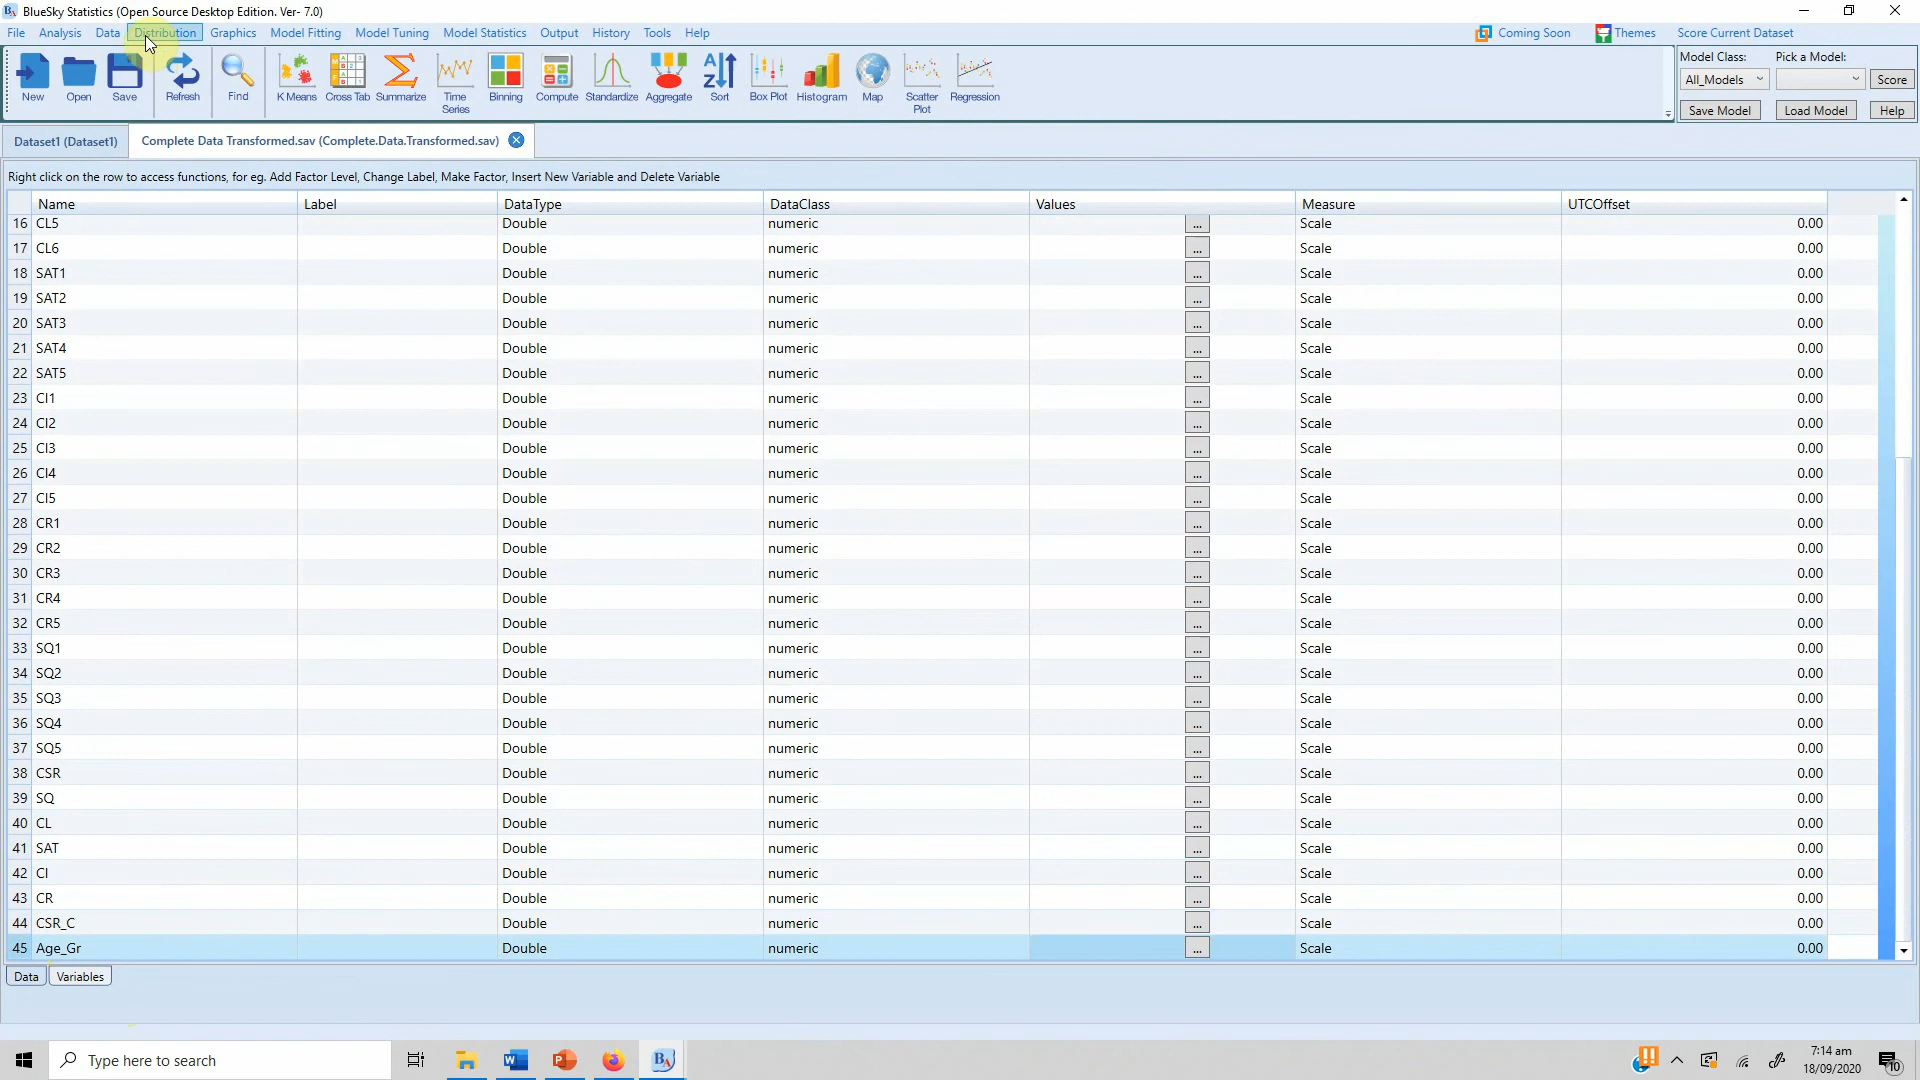 BlueSky Statistics (Open Source Desktop Edition. Ver- 7.0)
File Analysis Data Distribution Graphics Model Fitting Model Tuning Model Statistics Output History Tools Help Coming Soon Themes Score Current Dataset
New Open Save Refresh Find K Means Cross Tab Summarize Time Series Binning Compute Standardize Aggregate Sort Box Plot Histogram Map Scatter Plot Regression
Model Class: Pick a Model:
All_Models Score
Save Model Load Model Help
Dataset1 (Dataset1) Complete Data Transformed.sav (Complete.Data.Transformed.sav)
Right click on the row to access functions, for eg. Add Factor Level, Change Label, Make Factor, Insert New Variable and Delete Variable
Name Label DataType DataClass Values Measure UTCOffset
16 CL5 Double numeric ... Scale 0.00
17 CL6 Double numeric ... Scale 0.00
18 SAT1 Double numeric ... Scale 0.00
19 SAT2 Double numeric ... Scale 0.00
20 SAT3 Double numeric ... Scale 0.00
21 SAT4 Double numeric ... Scale 0.00
22 SAT5 Double numeric ... Scale 0.00
23 CI1 Double numeric ... Scale 0.00
24 CI2 Double numeric ... Scale 0.00
25 CI3 Double numeric ... Scale 0.00
26 CI4 Double numeric ... Scale 0.00
27 CI5 Double numeric ... Scale 0.00
28 CR1 Double numeric ... Scale 0.00
29 CR2 Double numeric ... Scale 0.00
30 CR3 Double numeric ... Scale 0.00
31 CR4 Double numeric ... Scale 0.00
32 CR5 Double numeric ... Scale 0.00
33 SQ1 Double numeric ... Scale 0.00
34 SQ2 Double numeric ... Scale 0.00
35 SQ3 Double numeric ... Scale 0.00
36 SQ4 Double numeric ... Scale 0.00
37 SQ5 Double numeric ... Scale 0.00
38 CSR Double numeric ... Scale 0.00
39 SQ Double numeric ... Scale 0.00
40 CL Double numeric ... Scale 0.00
41 SAT Double numeric ... Scale 0.00
42 CI Double numeric ... Scale 0.00
43 CR Double numeric ... Scale 0.00
44 CSR_C Double numeric ... Scale 0.00
45 Age_Gr Double numeric ... Scale 0.00
Data Variables
Type here to search
7:14 am
18/09/2020
10